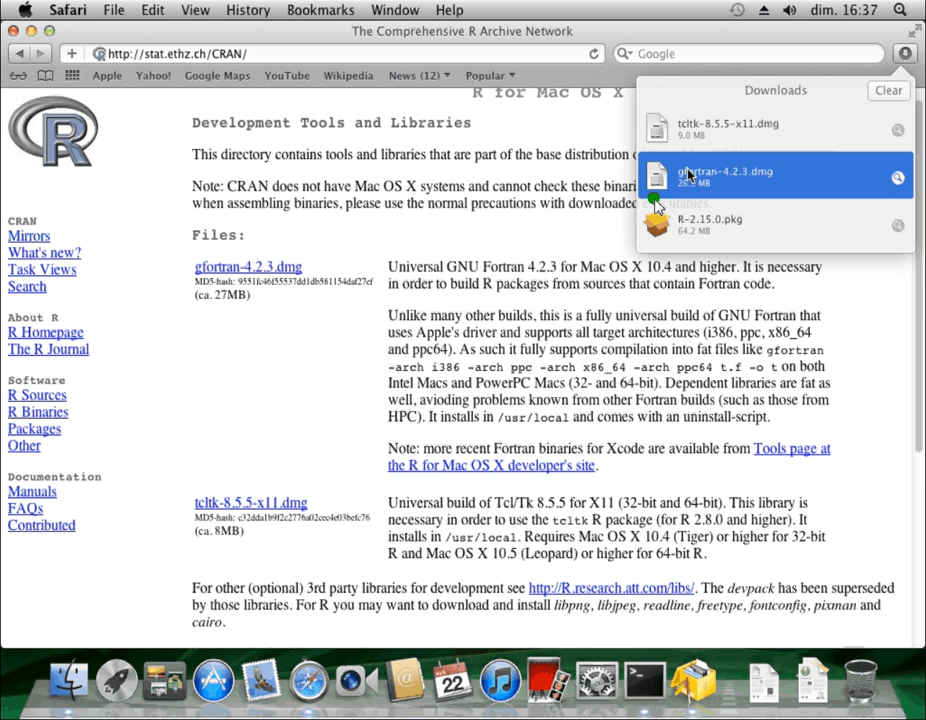 Safari File Edit View History Bookmarks Window Help dim. 16:37
The Comprehensive R Archive Network
http://stat.ethz.ch/CRAN/ Google
Apple Yahoo! Google Maps YouTube Wikipedia News (12) Popular
Downloads Clear
tcltk-8.5.5-x11.dmg
9.0 MB
gfortran-4.2.3.dmg
MB
R-2.15.0.pkg
64.2 MB
R
CRAN
Mirrors
What's new?
Task Views
Search
About R
R Homepage
The R Journal
Software
R Sources
R Binaries
Packages
Other
Documentation
Manuals
FAQs
Contributed
R for Mac OS X
Development Tools and Libraries
This directory contains tools and libraries that are part of the base distribution
Note: CRAN does not have Mac OS X systems and cannot check these
when assembling binaries, please use the normal precautions with downloaded
Files:
gfortran-4.2.3.dmg
MD5-hash: 9551fc46f55537dd1db581154daf27cf
(ca. 27MB)
Universal GNU Fortran 4.2.3 for Mac OS X 10.4 and higher. It is necessary
in order to build R packages from sources that contain Fortran code.
Unlike many other builds, this is a fully universal build of GNU Fortran that
uses Apple's driver and supports all target architectures (i386, ppc, x86_64
and ppc64). As such it fully supports compilation into fat files like gfortran
-arch i386 -arch ppc -arch x86_64 -arch ppc64 t.f -o t on both
Intel Macs and PowerPC Macs (32- and 64-bit). Dependent libraries are fat as
well, avioding problems known from other Fortran builds (such as those from
HPC). It installs in /usr/local and comes with an uninstall-script.
Note: more recent Fortran binaries for Xcode are available from Tools page at
the R for Mac OS X developer's site.
tcltk-8.5.5-x11.dmg
MD5-hash: c32dda1b9f2c2776a02cec4e03befc76
(ca. 8MB)
Universal build of Tcl/Tk 8.5.5 for X11 (32-bit and 64-bit). This library is
necessary in order to use the tcltk R package (for R 2.8.0 and higher). It
installs in /usr/local. Requires Mac OS X 10.4 (Tiger) or higher for 32-bit
R and Mac OS X 10.5 (Leopard) or higher for 64-bit R.
For other (optional) 3rd party libraries for development see http://R.research.att.com/libs/. The devpack has been superseded
by those libraries. For R you may want to download and install libpng, libjpeg, readline, freetype, fontconfig, pixman and
cairo.
22